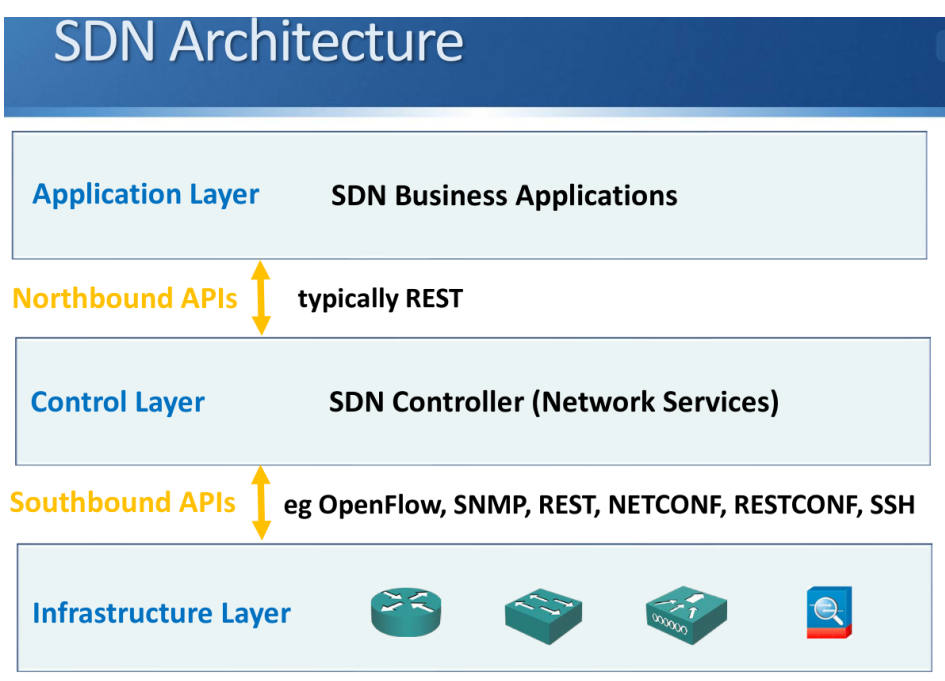 SDN Architecture
Application Layer SDN Business Applications
Northbound APIs typically REST
Control Layer SDN Controller (Network Services)
Southbound APIs eg OpenFlow, SNMP, REST, NETCONF, RESTCONF, SSH
Infrastructure Layer